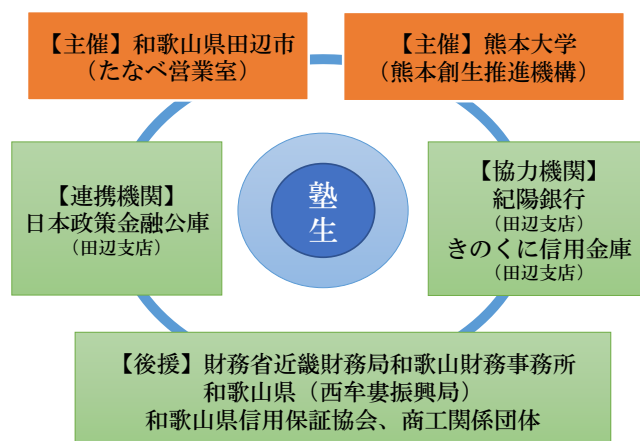 【主催】和歌山県田辺市
（たなべ営業室）
【主催】熊本大学
（熊本創生推進機構）
【連携機関】
日本政策金融公庫
（田辺支店）
塾
生
【協力機関】
紀陽銀行
（田辺支店）
きのくに信用金庫
（田辺支店）
【後援】財務省近畿財務局和歌山財務事務所
和歌山県（西牟婁振興局）
和歌山県信用保証協会、商工関係団体